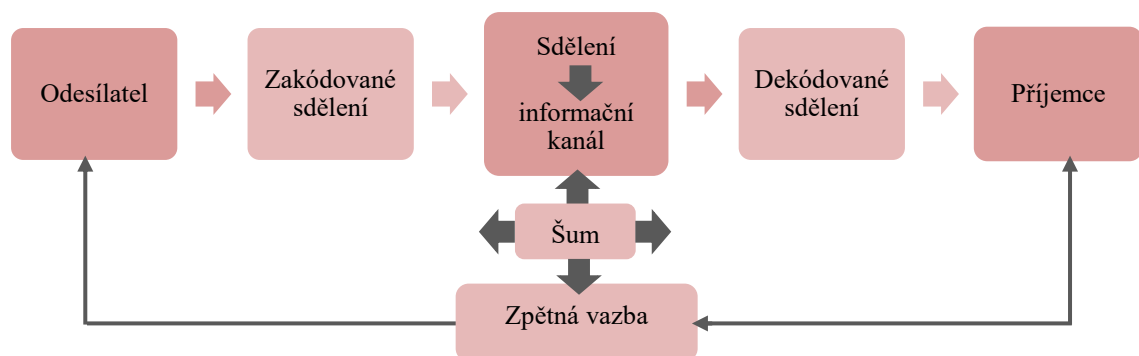 Odesílatel
Zakódované
sdělení
Sdělení
informační
kanál
Dekódované
sdělení
Příjemce
Šum
Zpětná vazba